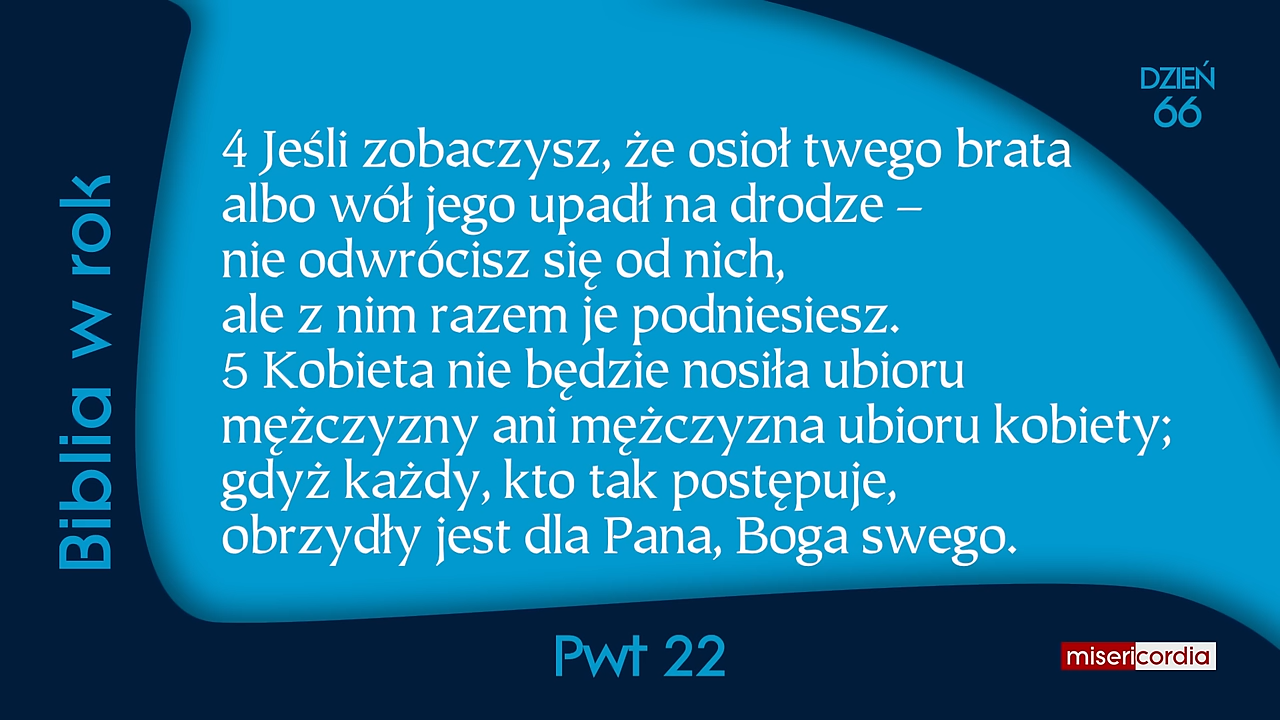 DZIEŃ
66
4 Jeśli zobaczysz, że osioł twego brata
albo wół jego upadł na drodze –
nie odwrócisz się od nich,
ale z nim razem je podniesiesz.
5 Kobieta nie będzie nosiła ubioru
mężczyzny ani mężczyzna ubioru kobiety;
gdyż każdy, kto tak postępuje,
obrzydły jest dla Pana, Boga swego.
Biblia w rok
Pwt 22
misericordia